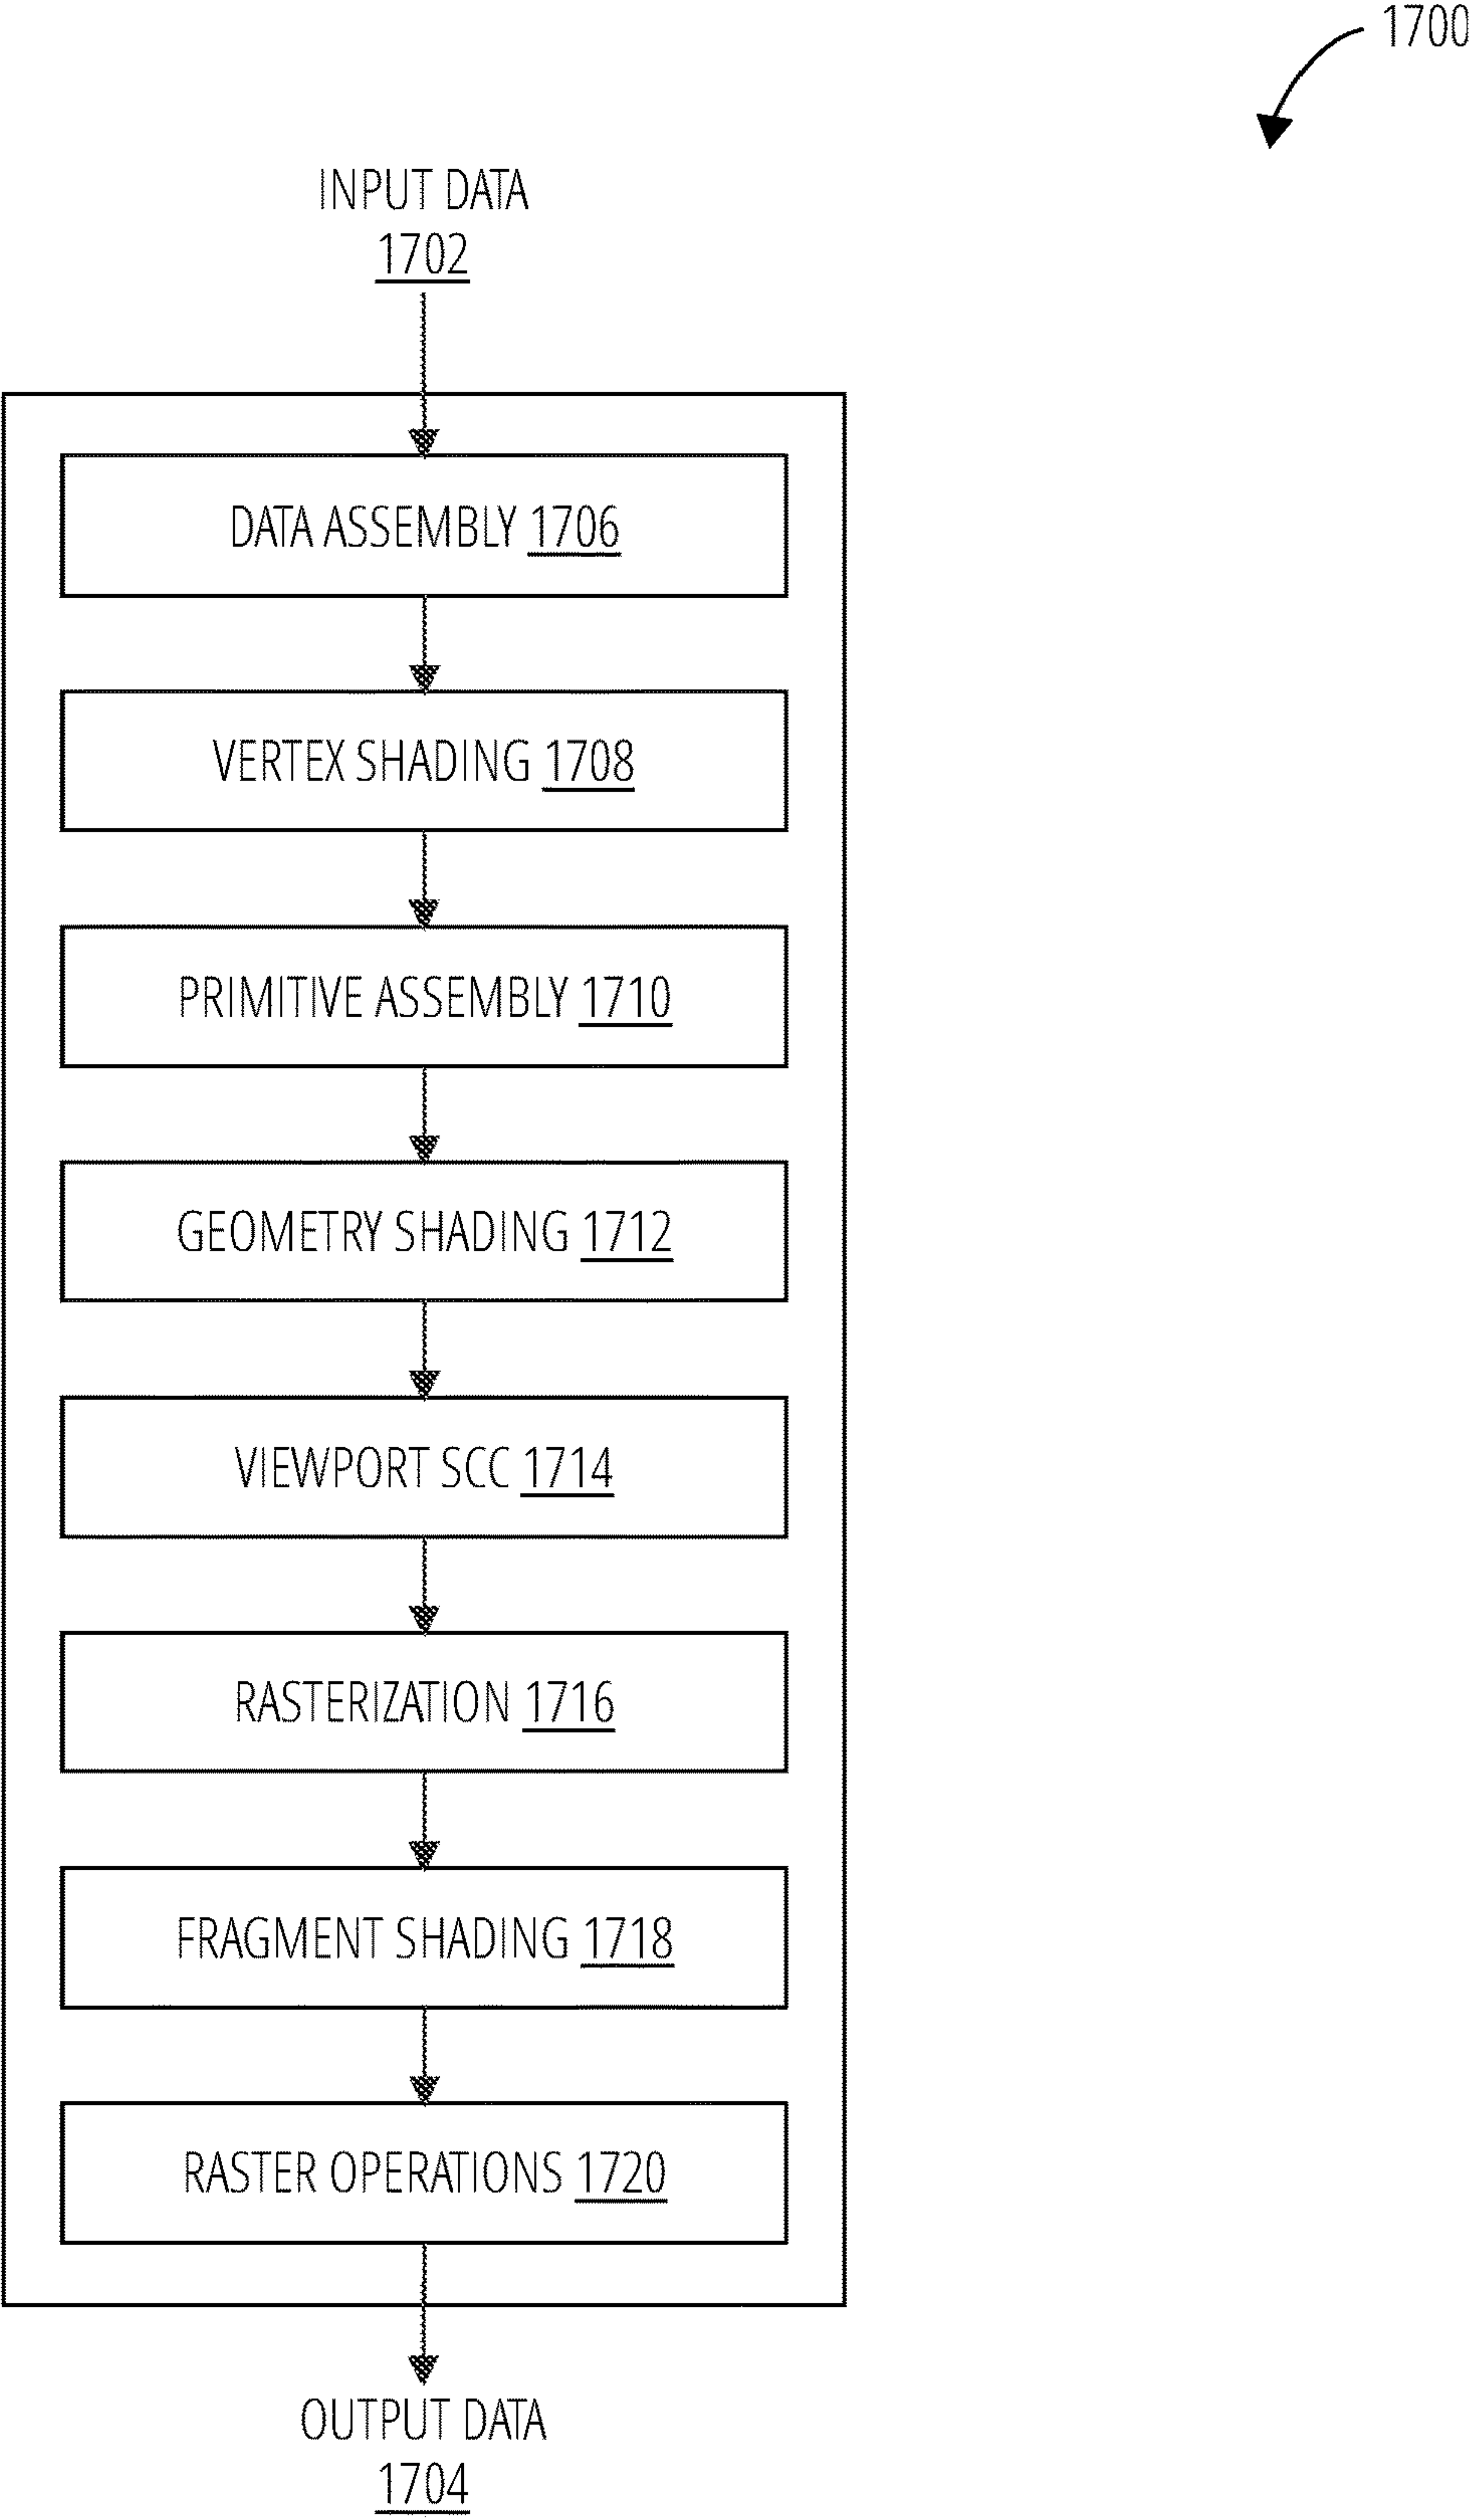 1700
INPUT DATA
1702
DATA ASSEMBLY 1706
VERTEX SHADING 1708
PRIMITIVE ASSEMBLY 1710
GEOMETRY SHADING 1712
VIEWPORT SCC 1714
RASTERIZATION 1716
FRAGMENT SHADING 1718
RASTER OPERATIONS 1720
OUTPUT DATA
1704